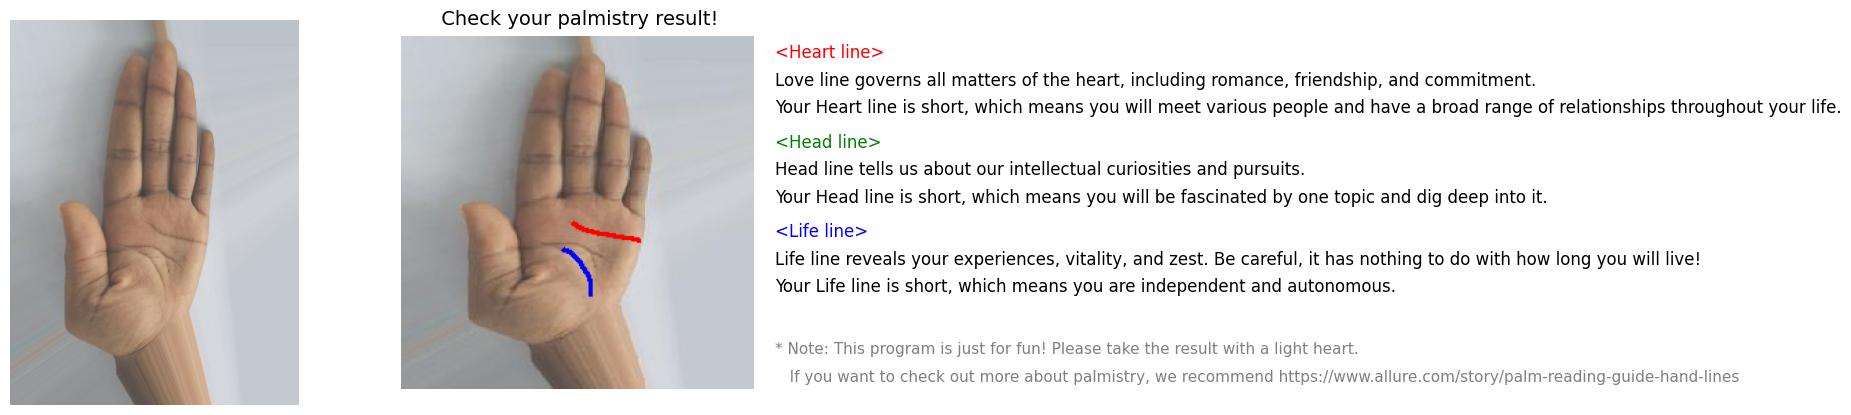 Check your palmistry result!
<Heart line>
Love line governs all matters of the heart, including romance, friendship, and commitment.
Your Heart line is short, which means you will meet various people and have a broad range of relationships throughout your life.
<Head line>
Head line tells us about our intellectual curiosities and pursuits.
Your Head line is short, which means you will be fascinated by one topic and dig deep into it.
<Life line>
Life line reveals your experiences, vitality, and zest. Be careful, it has nothing to do with how long you will live!
Your Life line is short, which means you are independent and autonomous.
* Note: This program is just for fun! Please take the result with a light heart.
If you want to check out more about palmistry, we recommend https://www.allure.com/story/palm-reading-guide-hand-lines